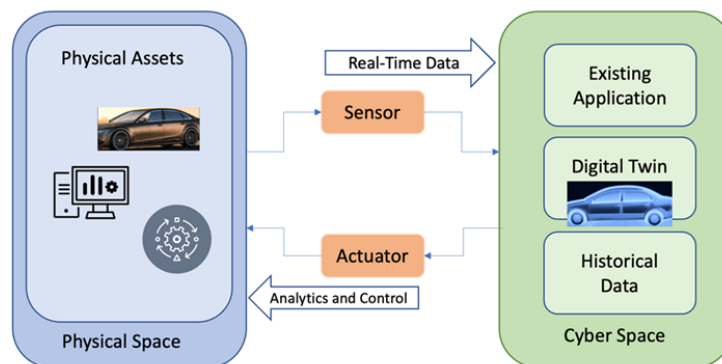 Physical Assets
Physical Space
Real-Time Data
Sensor
Actuator
Analytics and Control
Existing
Application
Digital Twin
Historical
Data
Cyber Space